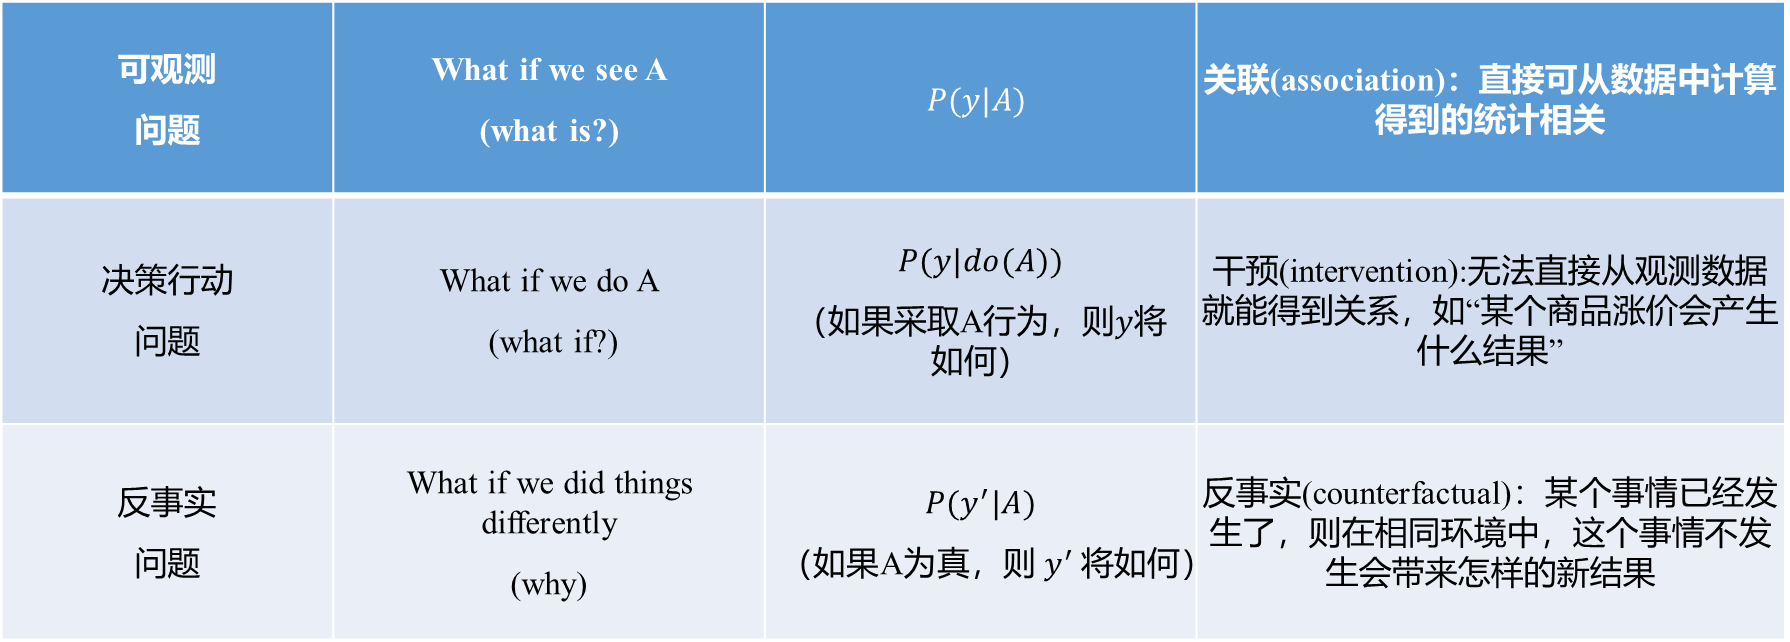 可观测
问题
What if we see A
(what is?)
P(y|A)
关联(association)：直接可从数据中计算
得到的统计相关
决策行动
问题
What if we do A
(what if?)
P(y|do(A))
（如果采取A行为，则y将
如何）
干预(intervention):无法直接从观测数据
就能得到关系，如“某个商品涨价会产生
什么结果”
反事实
问题
What if we did things
differently
(why)
P(y′|A)
（如果A为真，则 y′ 将如何）
反事实(counterfactual)：某个事情已经发
生了，则在相同环境中，这个事情不发
生会带来怎样的新结果